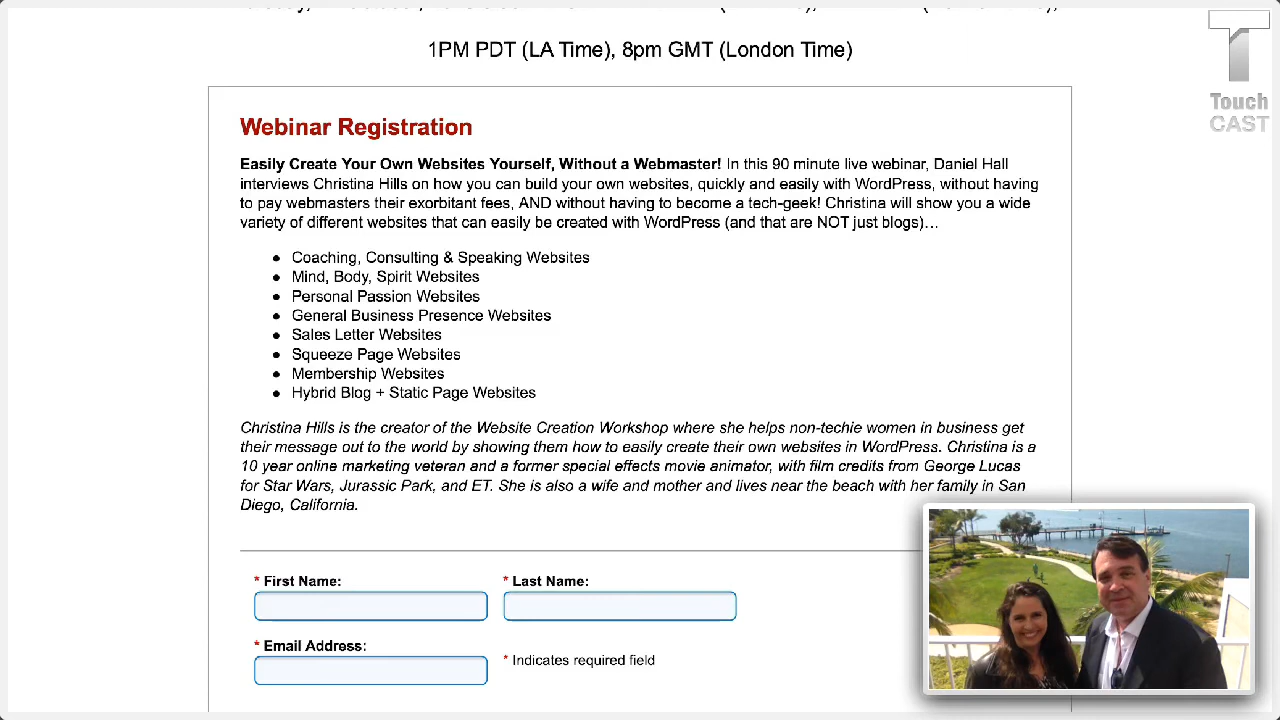 1PM PDT (LA Time), 8pm GMT (London Time)
Touch
CAST
Webinar Registration
Easily Create Your Own Websites Yourself, Without a Webmaster! In this 90 minute live webinar, Daniel Hall
interviews Christina Hills on how you can build your own websites, quickly and easily with WordPress, without having
to pay webmasters their exorbitant fees, AND without having to become a tech-geek! Christina will show you a wide
variety of different websites that can easily be created with WordPress (and that are NOT just blogs)…
● Coaching, Consulting & Speaking Websites
● Mind, Body, Spirit Websites
● Personal Passion Websites
● General Business Presence Websites
● Sales Letter Websites
● Squeeze Page Websites
● Membership Websites
● Hybrid Blog + Static Page Websites
Christina Hills is the creator of the Website Creation Workshop where she helps non-techie women in business get
their message out to the world by showing them how to easily create their own websites in WordPress. Christina is a
10 year online marketing veteran and a former special effects movie animator, with film credits from George Lucas
for Star Wars, Jurassic Park, and ET. She is also a wife and mother and lives near the beach with her family in San
Diego, California.
* First Name:
* Last Name:
* Email Address:
* Indicates required field